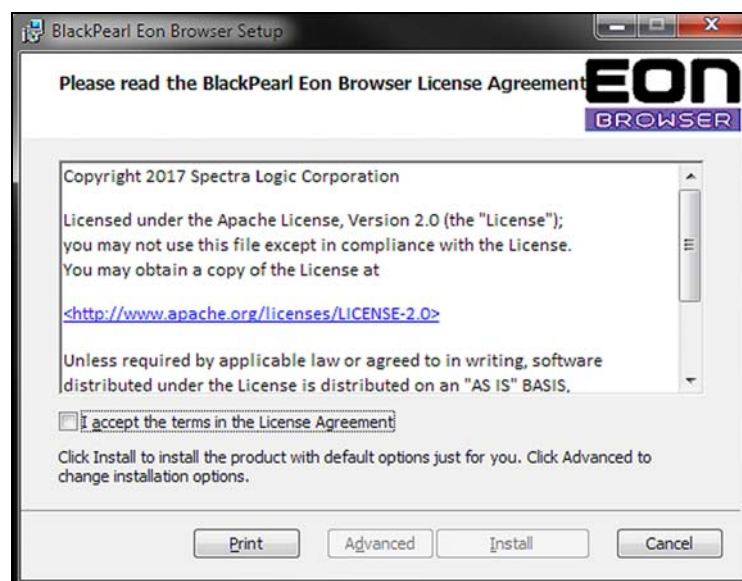 BlackPearl Eon Browser Setup
Please read the BlackPearl Eon Browser License Agreement
EON
BROWSER
Copyright 2017 Spectra Logic Corporation
Licensed under the Apache License, Version 2.0 (the "License");
you may not use this file except in compliance with the License.
You may obtain a copy of the License at
<http://www.apache.org/licenses/LICENSE-2.0>
Unless required by applicable law or agreed to in writing, software
distributed under the License is distributed on an "AS IS" BASIS,
I accept the terms in the License Agreement
Click Install to install the product with default options just for you. Click Advanced to
change installation options.
Print Advanced Install Cancel